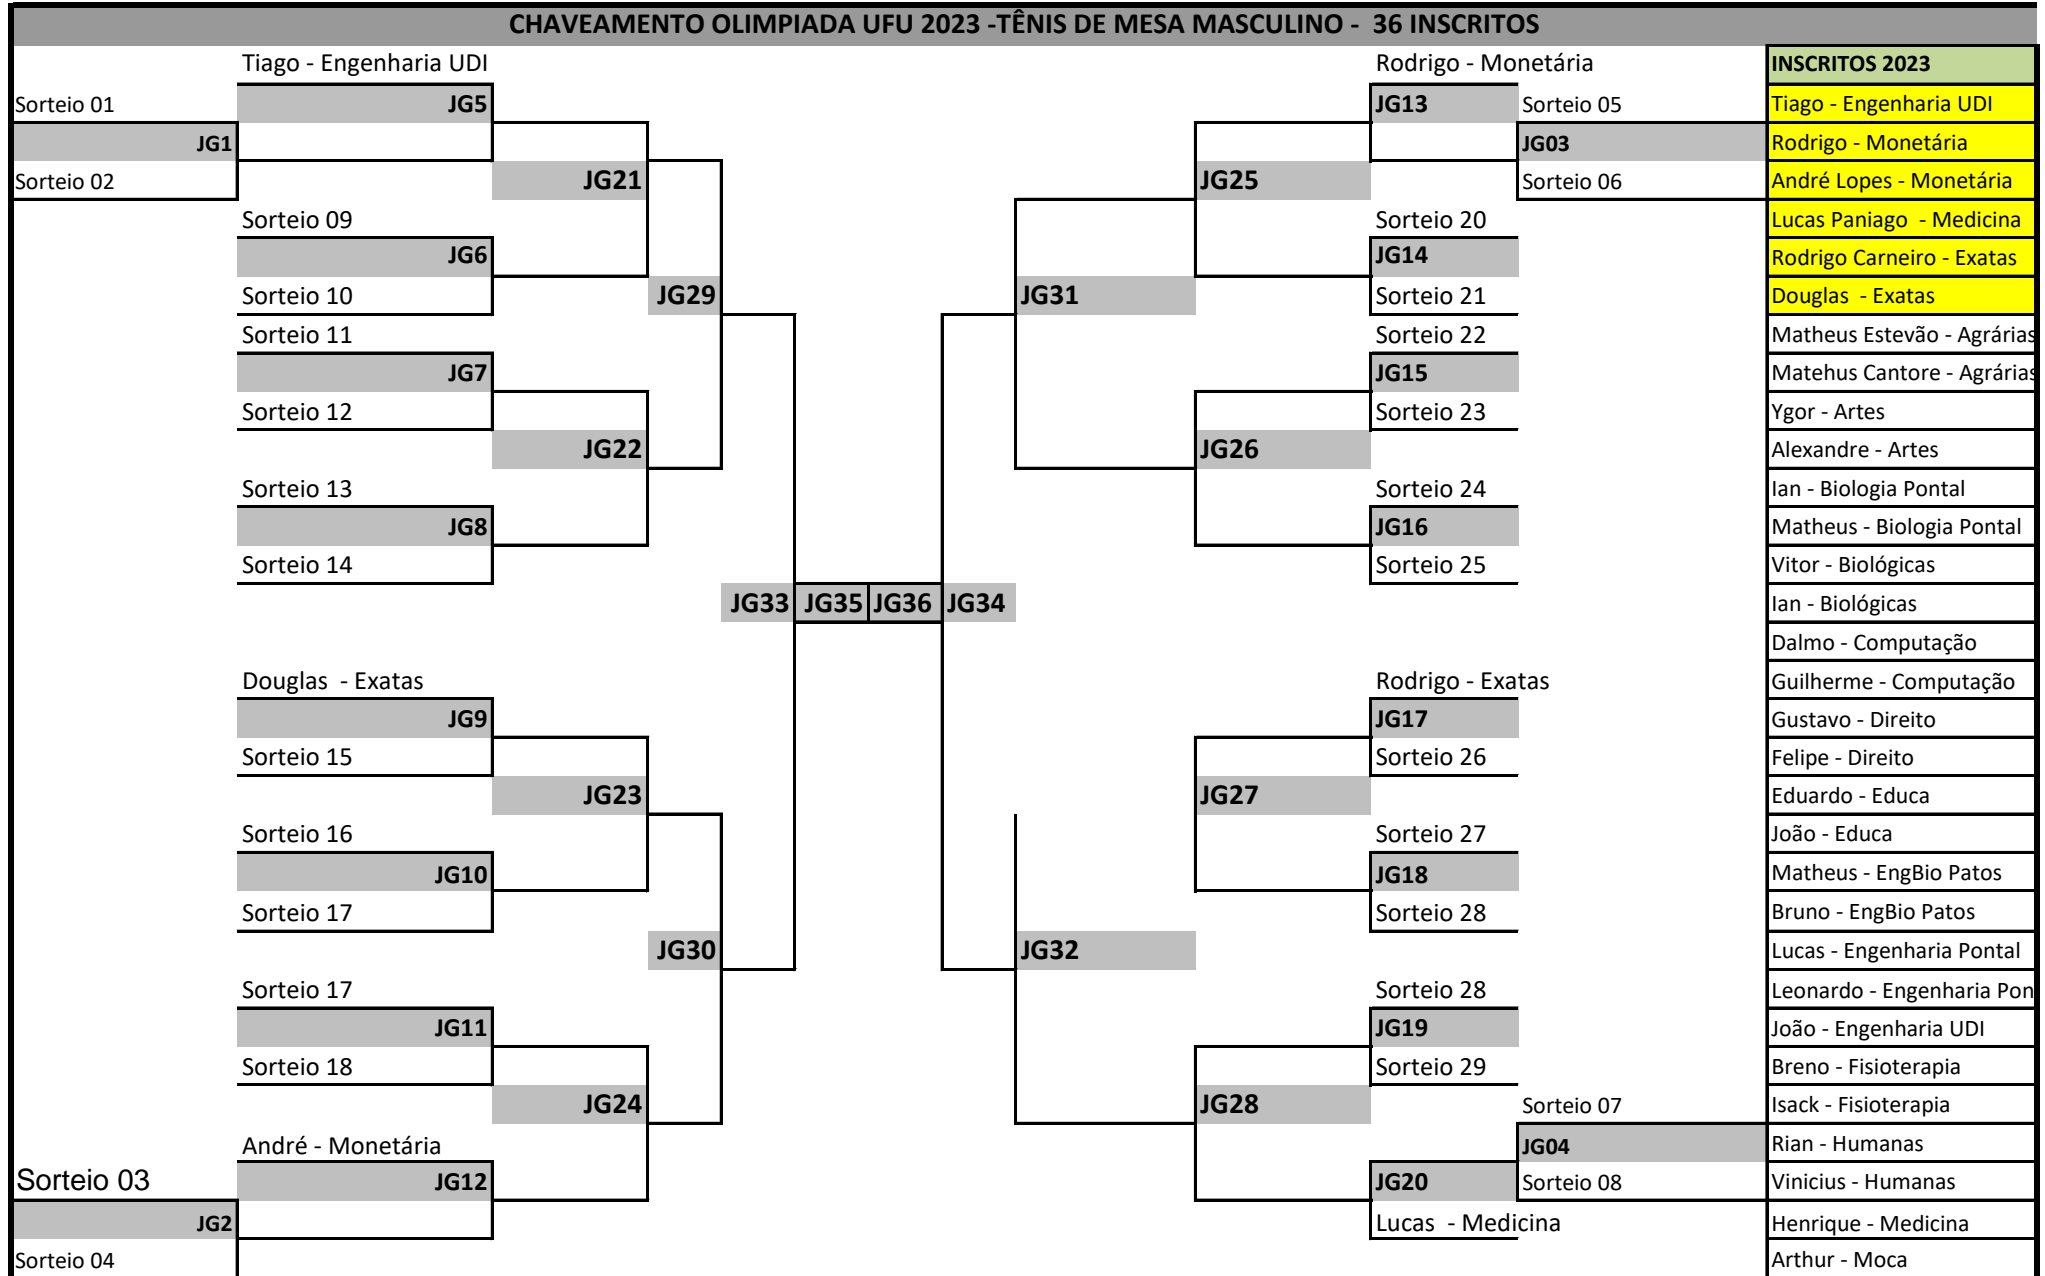 CHAVEAMENTO OLIMPIADA UFU 2023 -TÊNIS DE MESA MASCULINO - 36 INSCRITOS
Tiago - Engenharia UDI
Sorteio 01
JG5
JG1
Sorteio 02
JG21
Sorteio 09
JG6
Sorteio 10
JG29
Sorteio 11
JG7
Sorteio 12
JG22
Sorteio 13
JG8
Sorteio 14
JG33
JG35
JG36
JG34
Douglas - Exatas
JG9
Sorteio 15
JG23
Sorteio 16
JG10
Sorteio 17
JG30
Sorteio 17
JG11
Sorteio 18
JG24
André - Monetária
Sorteio 03
JG12
JG2
Sorteio 04
Rodrigo - Monetária
JG13
Sorteio 05
JG03
JG25
Sorteio 06
Sorteio 20
JG14
JG31
Sorteio 21
Sorteio 22
JG15
Sorteio 23
JG26
Sorteio 24
JG16
Sorteio 25
Rodrigo - Exatas
JG17
Sorteio 26
JG27
Sorteio 27
JG18
Sorteio 28
JG32
Sorteio 28
JG19
Sorteio 29
JG28
Sorteio 07
JG04
JG20
Sorteio 08
Lucas - Medicina
INSCRITOS 2023
Tiago - Engenharia UDI
Rodrigo - Monetária
André Lopes - Monetária
Lucas Paniago - Medicina
Rodrigo Carneiro - Exatas
Douglas - Exatas
Matheus Estevão - Agrárias
Matehus Cantore - Agrárias
Ygor - Artes
Alexandre - Artes
Ian - Biologia Pontal
Matheus - Biologia Pontal
Vitor - Biológicas
Ian - Biológicas
Dalmo - Computação
Guilherme - Computação
Gustavo - Direito
Felipe - Direito
Eduardo - Educa
João - Educa
Matheus - EngBio Patos
Bruno - EngBio Patos
Lucas - Engenharia Pontal
Leonardo - Engenharia Pon
João - Engenharia UDI
Breno - Fisioterapia
Isack - Fisioterapia
Rian - Humanas
Vinicius - Humanas
Henrique - Medicina
Arthur - Moca